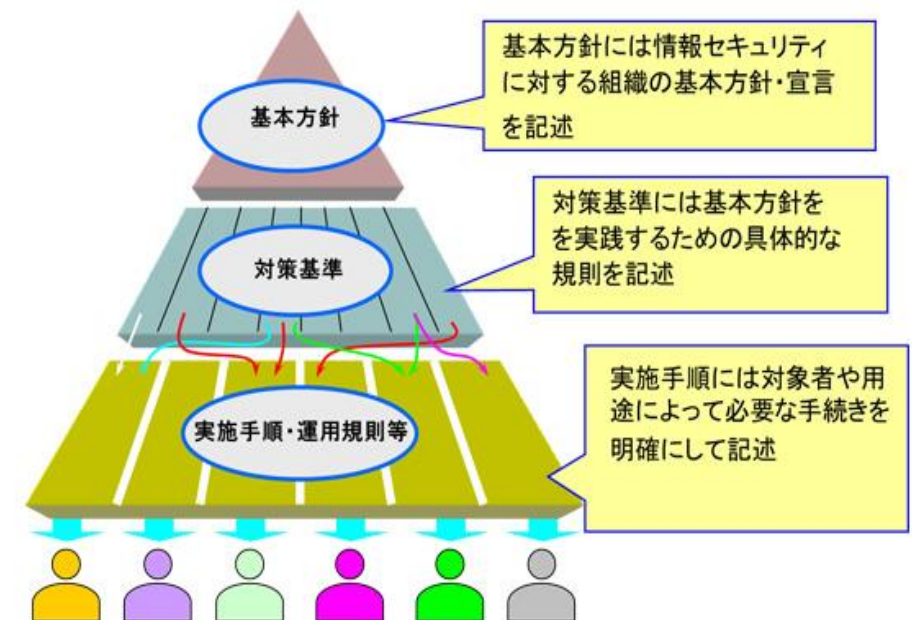 基本方針
基本方針には情報セキュリティ
に対する組織の基本方針・宣言
を記述
対策基準
対策基準には基本方針を
を実践するための具体的な
規則を記述
実施手順・運用規則等
実施手順には対象者や用
途によって必要な手続きを
明確にして記述